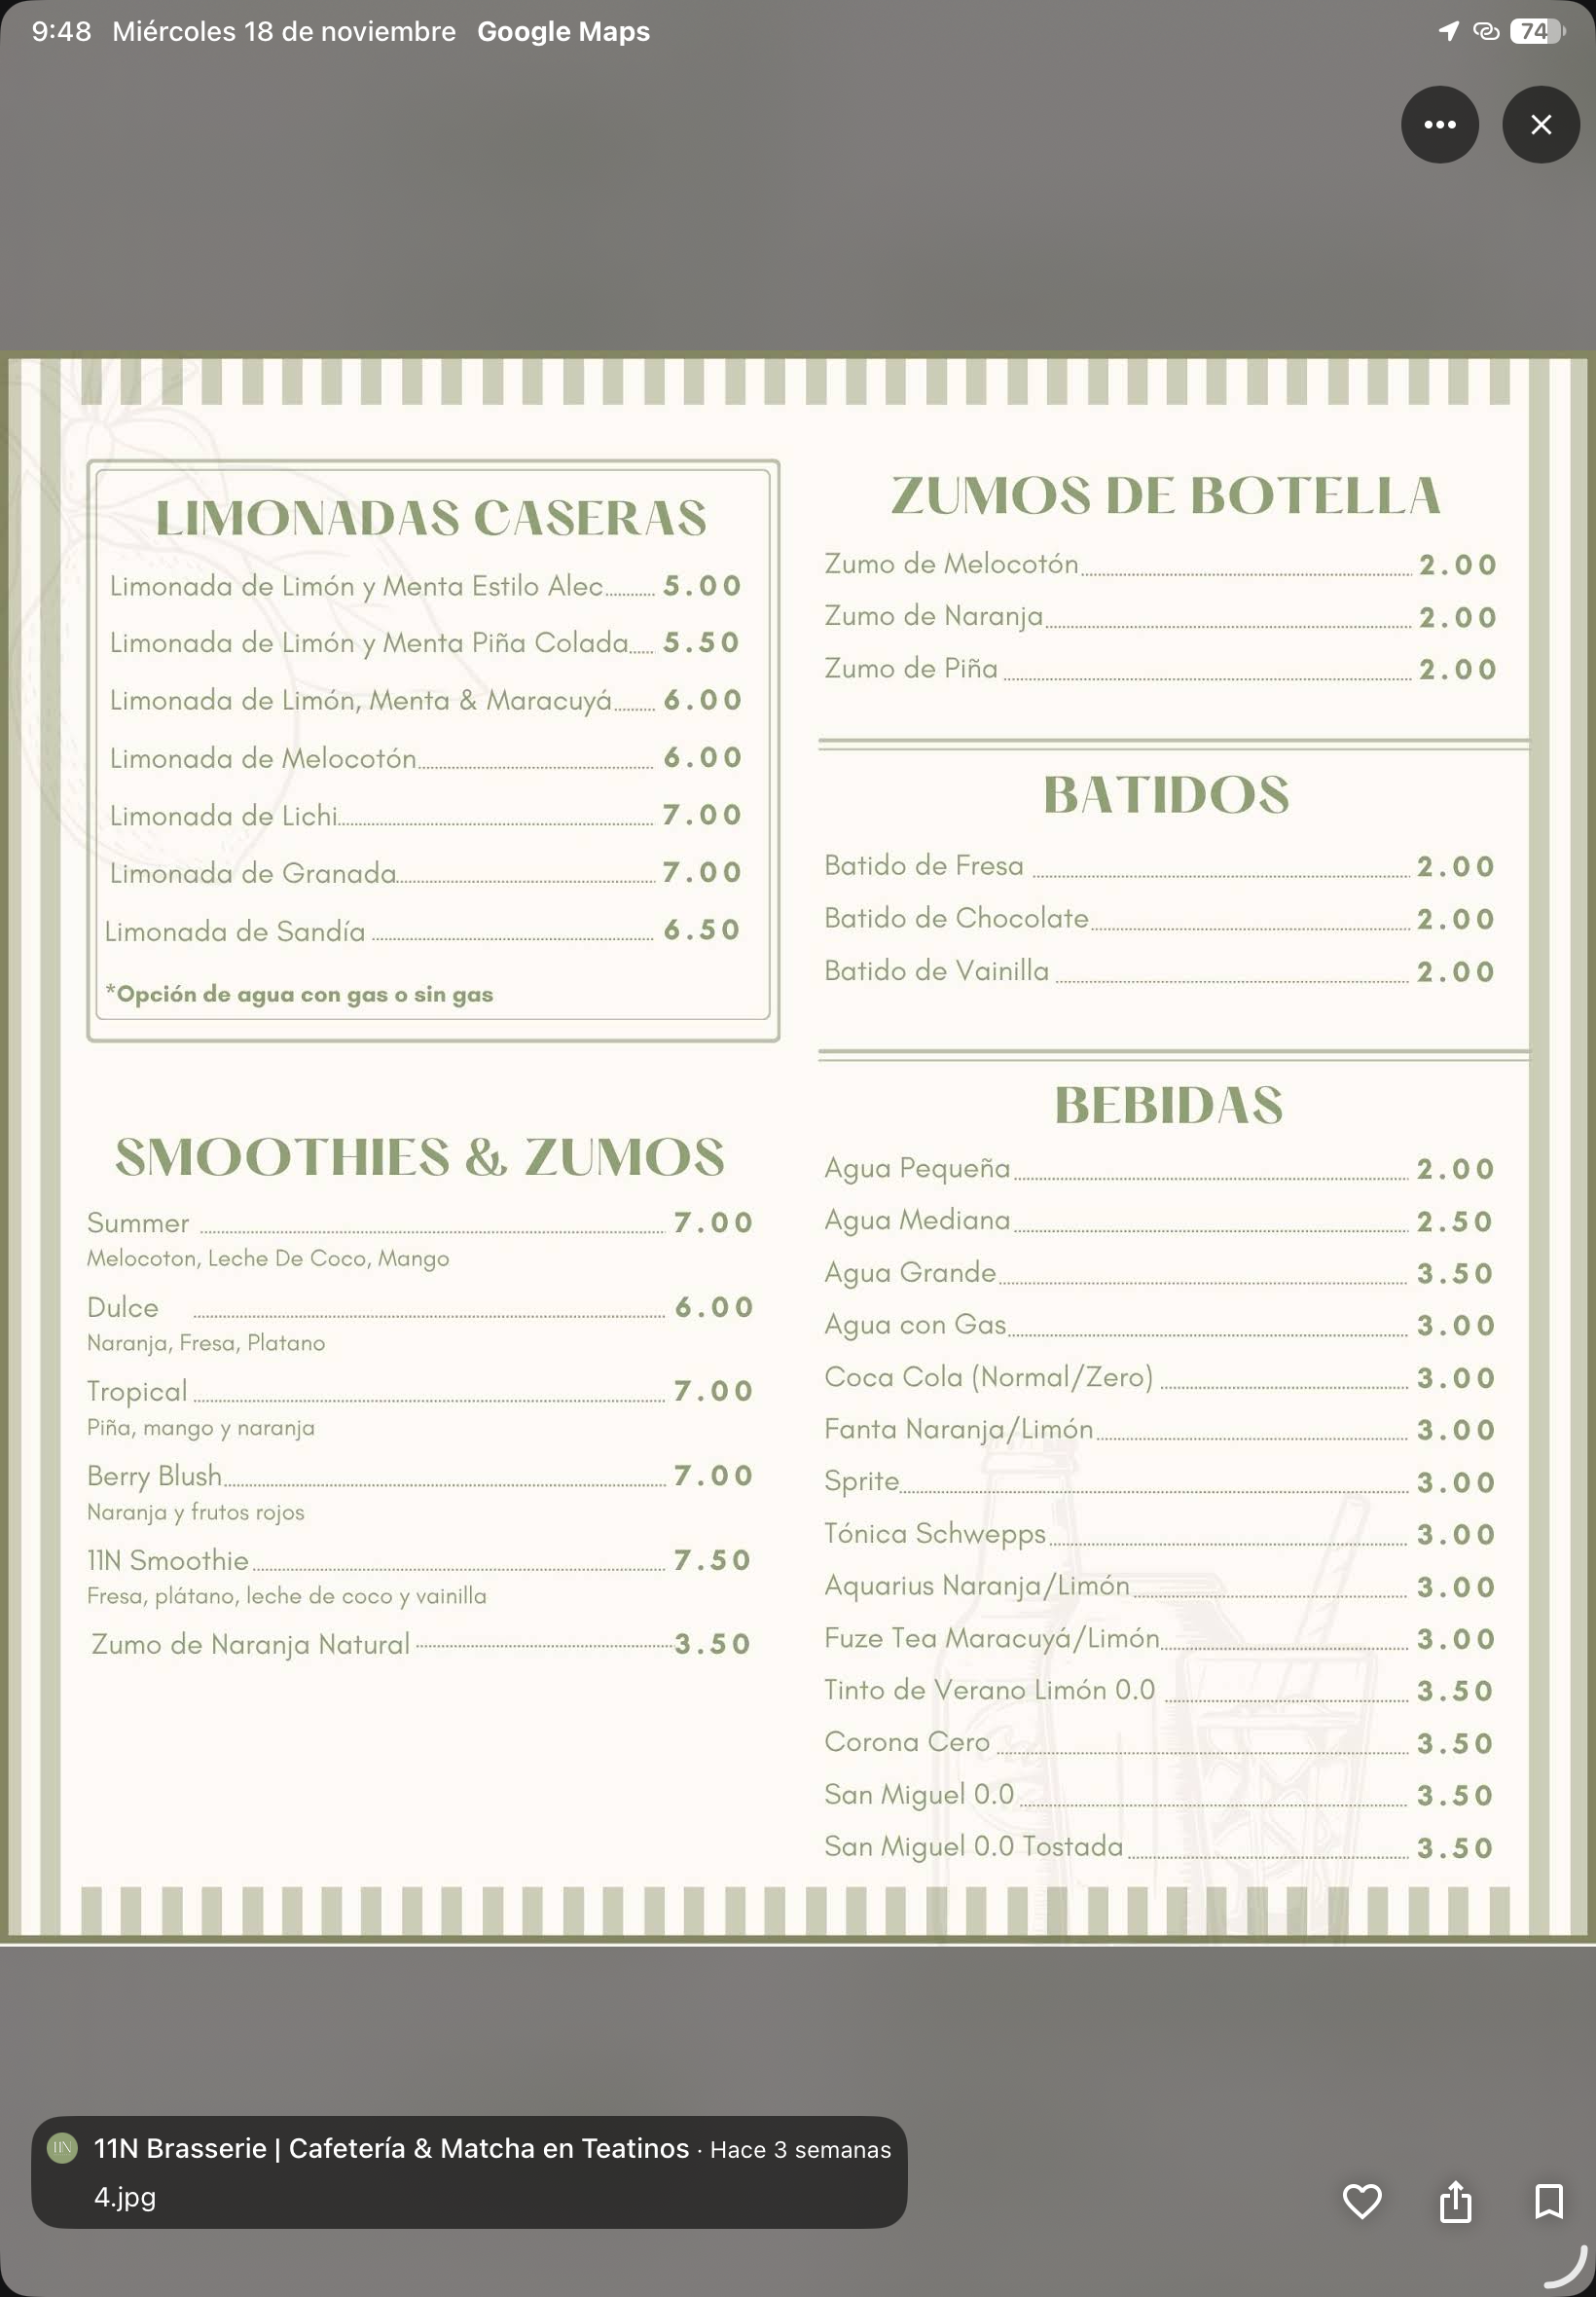 9:48 Miércoles 18 de noviembre Google Maps
74
LIMONADAS CASERAS
Limonada de Limón y Menta Estilo Alec 5.00
Limonada de Limón y Menta Piña Colada 5.50
Limonada de Limón, Menta & Maracuyá 6.00
Limonada de Melocotón 6.00
Limonada de Lichi 7.00
Limonada de Granada 7.00
Limonada de Sandía 6.50
*Opción de agua con gas o sin gas
SMOOTHIES & ZUMOS
Summer 7.00
Melocoton, Leche De Coco, Mango
Dulce 6.00
Naranja, Fresa, Platano
Tropical 7.00
Piña, mango y naranja
Berry Blush 7.00
Naranja y frutos rojos
11N Smoothie 7.50
Fresa, plátano, leche de coco y vainilla
Zumo de Naranja Natural 3.50
ZUMOS DE BOTELLA
Zumo de Melocotón 2.00
Zumo de Naranja 2.00
Zumo de Piña 2.00
BATIDOS
Batido de Fresa 2.00
Batido de Chocolate 2.00
Batido de Vainilla 2.00
BEBIDAS
Agua Pequeña 2.00
Agua Mediana 2.50
Agua Grande 3.50
Agua con Gas 3.00
Coca Cola (Normal/Zero) 3.00
Fanta Naranja/Limón 3.00
Sprite 3.00
Tónica Schwepps 3.00
Aquarius Naranja/Limón 3.00
Fuze Tea Maracuyá/Limón 3.00
Tinto de Verano Limón 0.0 3.50
Corona Cero 3.50
San Miguel 0.0 3.50
San Miguel 0.0 Tostada 3.50
11N
11N Brasserie | Cafetería & Matcha en Teatinos · Hace 3 semanas
4.jpg